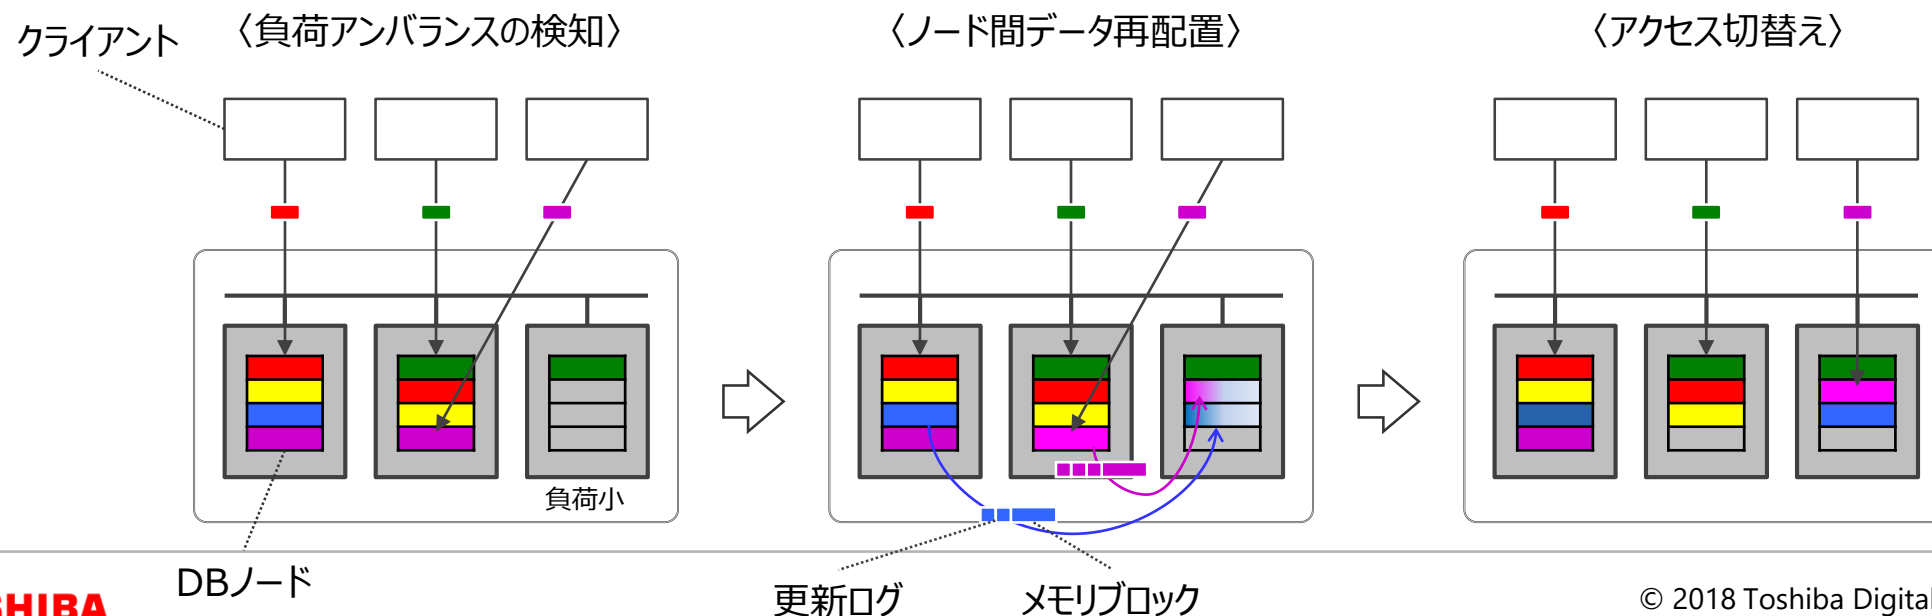 クライアント
〈負荷アンバランスの検知〉
〈ノード間データ再配置〉
〈アクセス切替え〉
負荷小
DBノード
更新ログ
メモリブロック
© 2018 Toshiba Digital